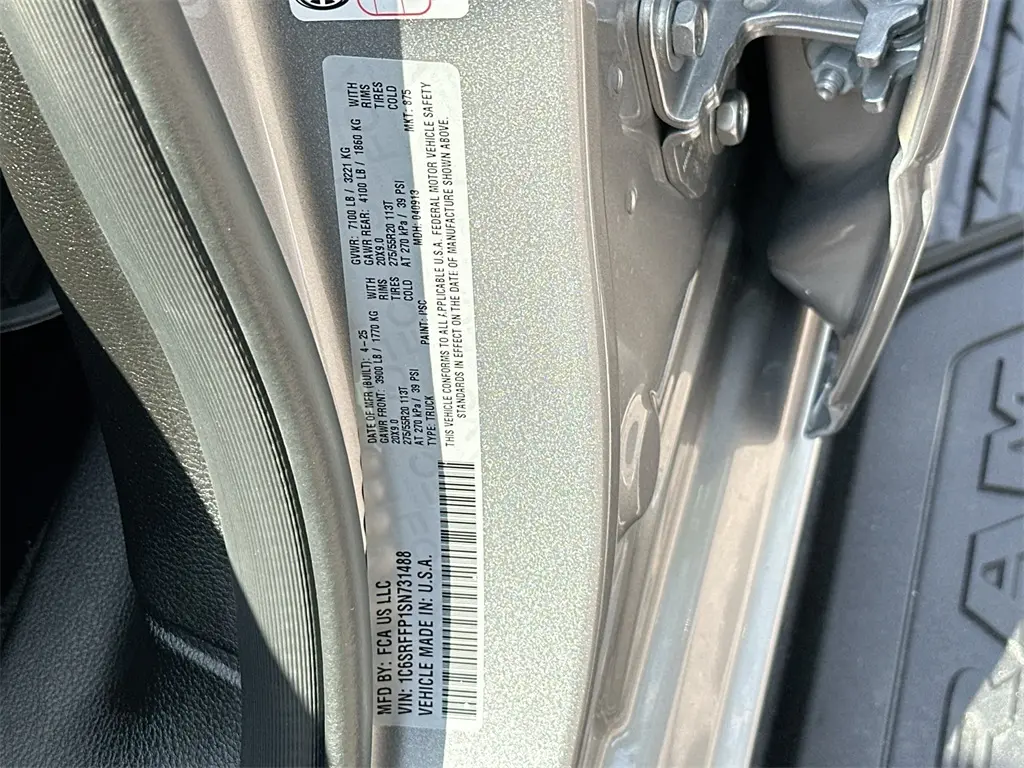 MFD BY: FCA US LLC
VIN: 1C6SRFFP1SN731488
VEHICLE MADE IN: U.S.A.
DATE OF MFR (BUILT): 4-25
GVWR: 7100 LB / 3221 KG
GAWR FRONT: 3900 LB / 1770 KG WITH
GAWR REAR: 4100 LB / 1860 KG WITH
20X9.0 RIMS
20X9.0 RIMS
275/55R20 113T TIRES
275/55R20 113T TIRES
AT 270 kPa / 39 PSI COLD
AT 270 kPa / 39 PSI COLD
TYPE: TRUCK PAINT: PSC MDH: 040913 MKT: 875
THIS VEHICLE CONFORMS TO ALL APPLICABLE U.S.A. FEDERAL MOTOR VEHICLE SAFETY
STANDARDS IN EFFECT ON THE DATE OF MANUFACTURE SHOWN ABOVE.
RAM